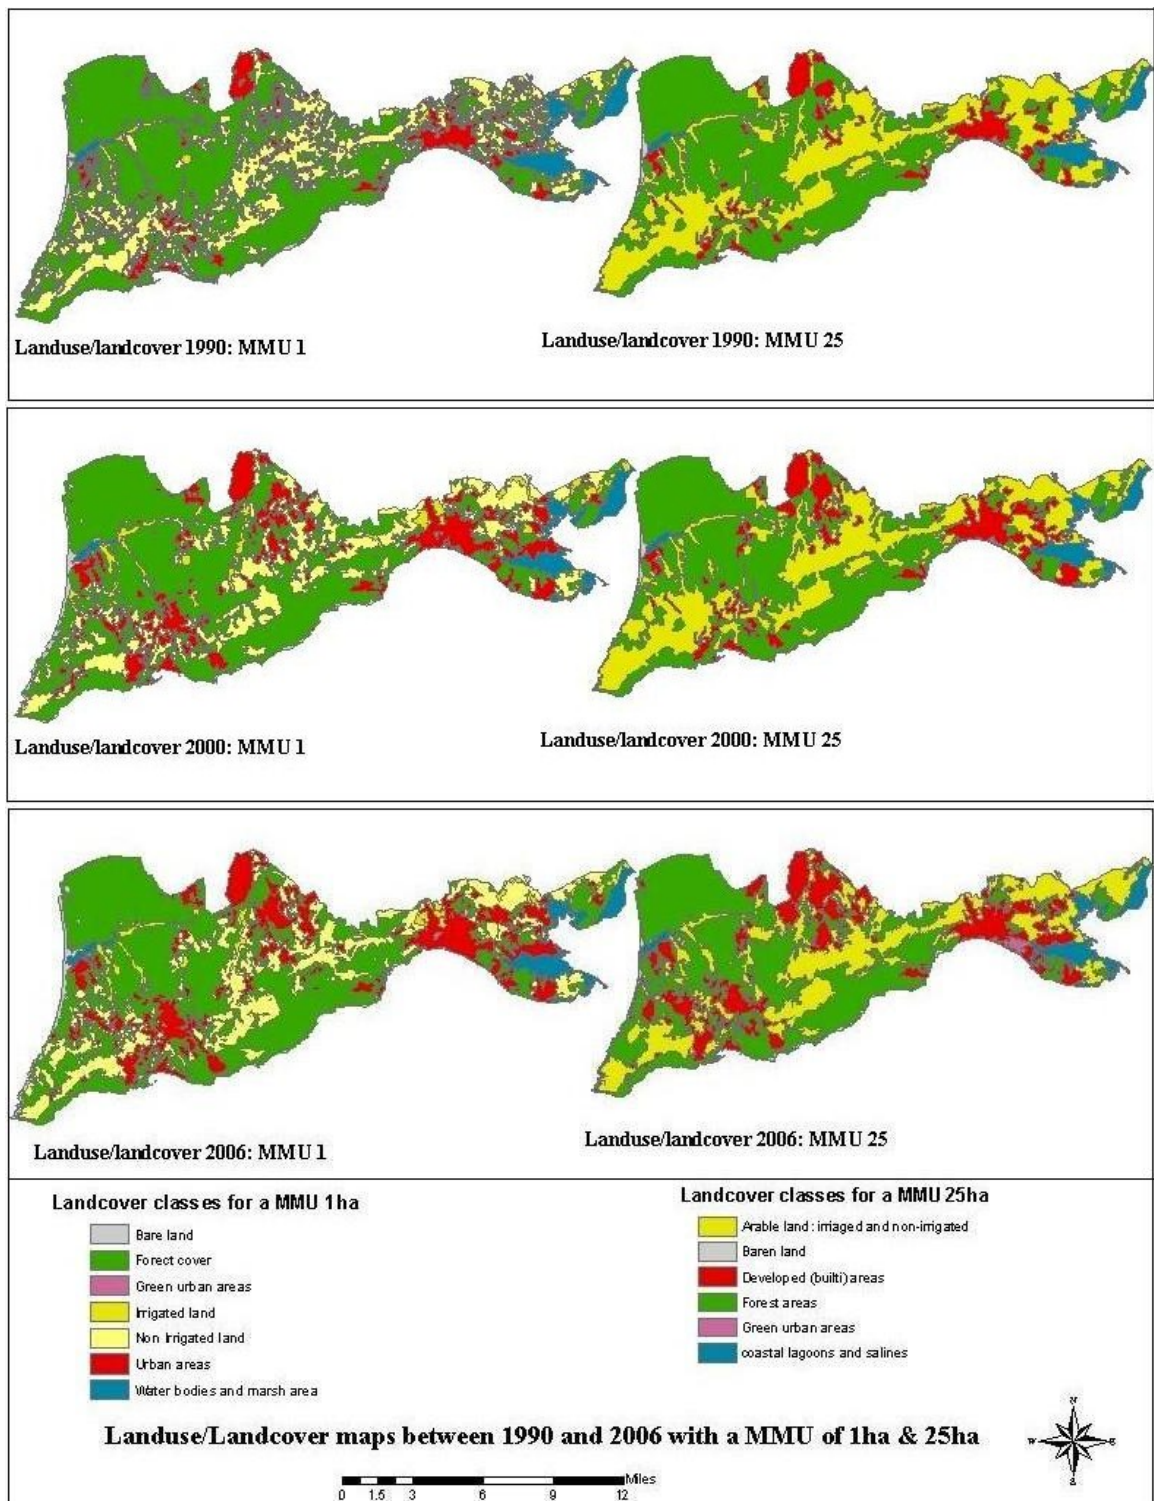 Landuse/landcover 1990: MMU 1
Landuse/landcover 1990: MMU 25
Landuse/landcover 2000: MMU 1
Landuse/landcover 2000: MMU 25
Landuse/landcover 2006: MMU 1
Landuse/landcover 2006: MMU 25
Landcover classes for a MMU 1ha
Bare land
Forect cover
Green urban areas
Irrigated land
Non Irrigated land
Urban areas
Water bodies and marsh area
Landcover classes for a MMU 25ha
Arable land: irriaged and non-irrigated
Baren land
Developed (builti) areas
Forest areas
Green urban areas
coastal lagoons and salines
Landuse/Landcover maps between 1990 and 2006 with a MMU of 1ha & 25ha
N
W E
S
Miles
0 1.5 3 6 9 12